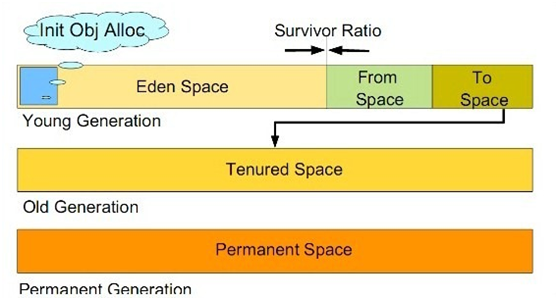 Init Obj Alloc
Survivor Ratio
Eden Space
From
Space
To
Space
Young Generation
Tenured Space
Old Generation
Permanent Space
Permanent Generation